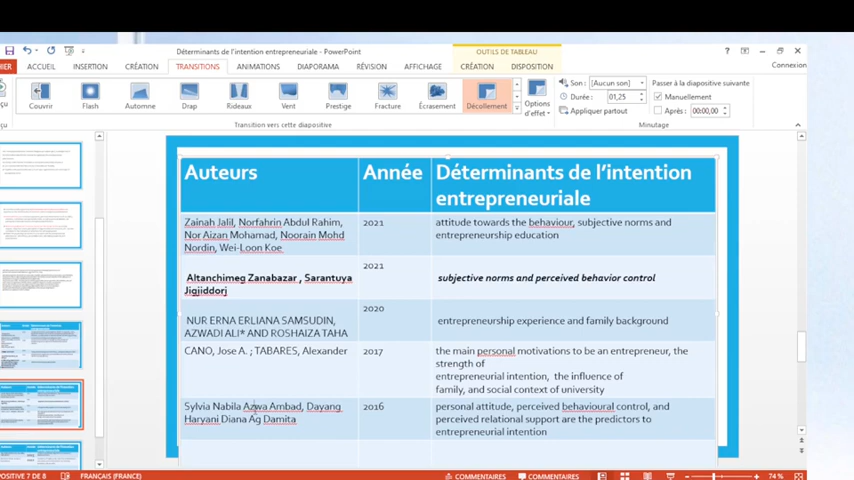 Déterminants de l'intention entrepreneuriale - PowerPoint
OUTILS DE TABLEAU
ACCUEIL INSERTION CRÉATION TRANSITIONS ANIMATIONS DIAPORAMA RÉVISION AFFICHAGE CRÉATION DISPOSITION
Connexion
Couvrir Flash Automne Drap Rideaux Vent Prestige Fracture Écrasement Décollement
Options d'effet
Son : [Aucun son]
Durée : 01,25
Appliquer partout
Passer à la diapositive suivante
Manuellement
Après : 00:00,00
Transition vers cette diapositive
Minutage
Auteurs Année Déterminants de l'intention
entrepreneuriale
Zainah Jalil, Norfahrin Abdul Rahim, 2021 attitude towards the behaviour, subjective norms and
Nor Aizan Mohamad, Noorain Mohd entrepreneurship education
Nordin, Wei-Loon Koe
2021
Altanchimeg Zanabazar , Sarantuya subjective norms and perceived behavior control
Jigjiddorj
2020
NUR ERNA ERLIANA SAMSUDIN, entrepreneurship experience and family background
AZWADI ALI* AND ROSHAIZA TAHA
CANO, Jose A. ; TABARES, Alexander 2017 the main personal motivations to be an entrepreneur, the
strength of
entrepreneurial intention, the influence of
family, and social context of university
Sylvia Nabila Azwa Ambad, Dayang 2016 personal attitude, perceived behavioural control, and
Haryani Diana Ag Damita perceived relational support are the predictors to
entrepreneurial intention
FRANÇAIS (FRANCE)
COMMENTAIRES
COMMENTAIRES
74 %